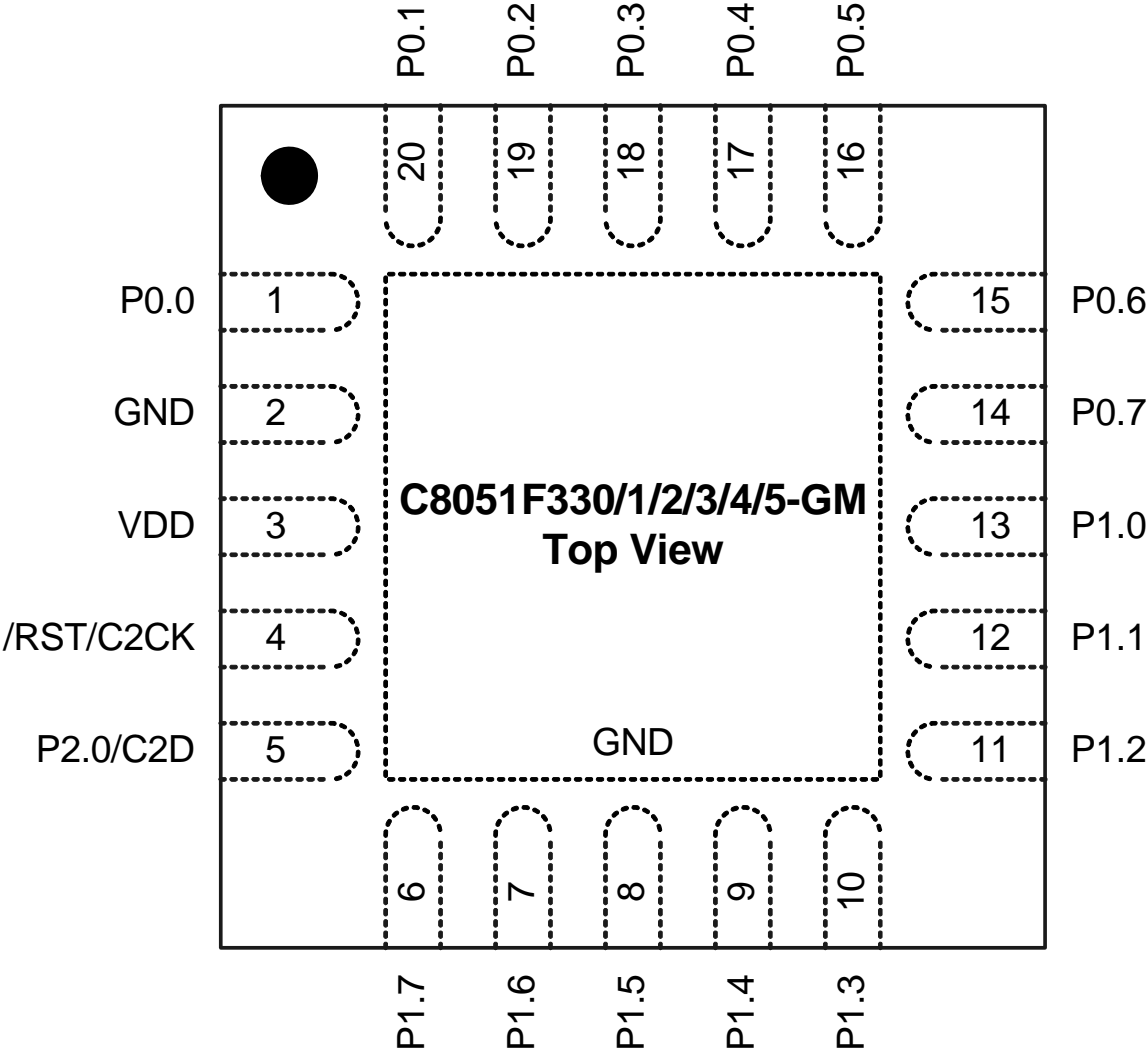 P0.1
P0.2
P0.3
P0.4
P0.5
20
19
18
17
16
P0.0
1
15
P0.6
GND
2
14
P0.7
C8051F330/1/2/3/4/5-GM
Top View
VDD
3
13
P1.0
/RST/C2CK
4
12
P1.1
P2.0/C2D
5
GND
11
P1.2
6
7
8
9
10
P1.7
P1.6
P1.5
P1.4
P1.3